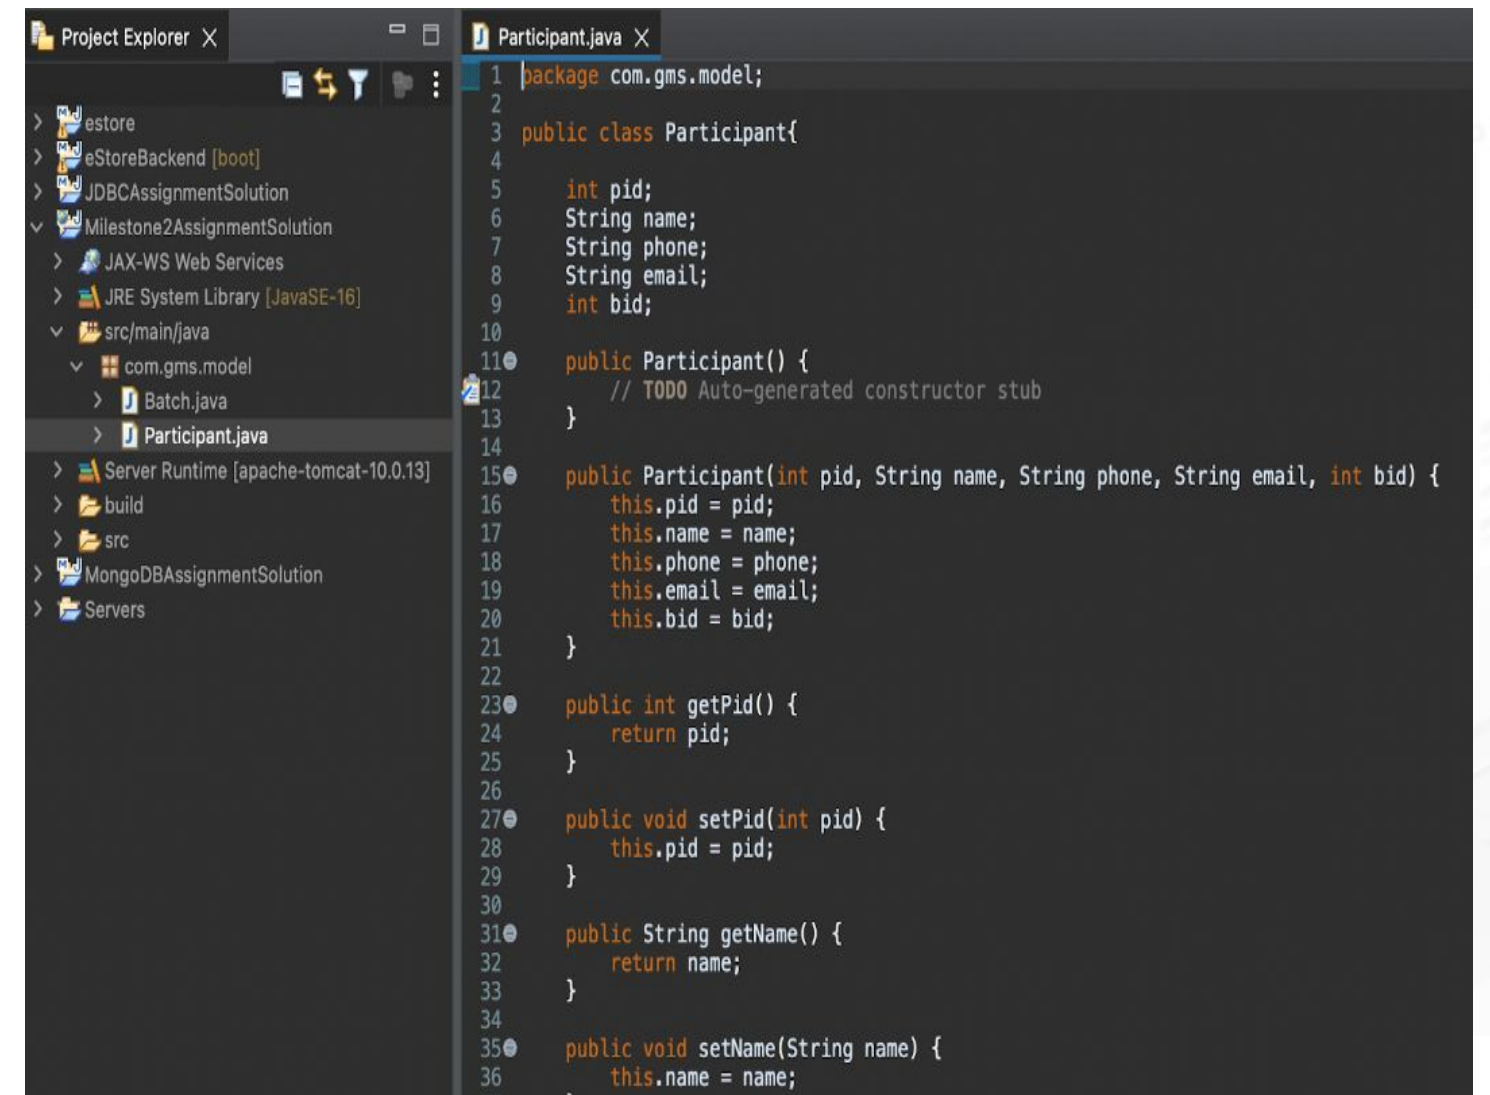 Project Explorer
estore
eStoreBackend [boot]
JDBCAssignmentSolution
Milestone2AssignmentSolution
JAX-WS Web Services
JRE System Library [JavaSE-16]
src/main/java
com.gms.model
Batch.java
Participant.java
Server Runtime [apache-tomcat-10.0.13]
build
src
MongoDBAssignmentSolution
Servers
Participant.java
1 package com.gms.model;
2
3 public class Participant{
4
5 int pid;
6 String name;
7 String phone;
8 String email;
9 int bid;
10
11 public Participant() {
12 // TODO Auto-generated constructor stub
13 }
14
15 public Participant(int pid, String name, String phone, String email, int bid) {
16 this.pid = pid;
17 this.name = name;
18 this.phone = phone;
19 this.email = email;
20 this.bid = bid;
21 }
22
23 public int getPid() {
24 return pid;
25 }
26
27 public void setPid(int pid) {
28 this.pid = pid;
29 }
30
31 public String getName() {
32 return name;
33 }
34
35 public void setName(String name) {
36 this.name = name;